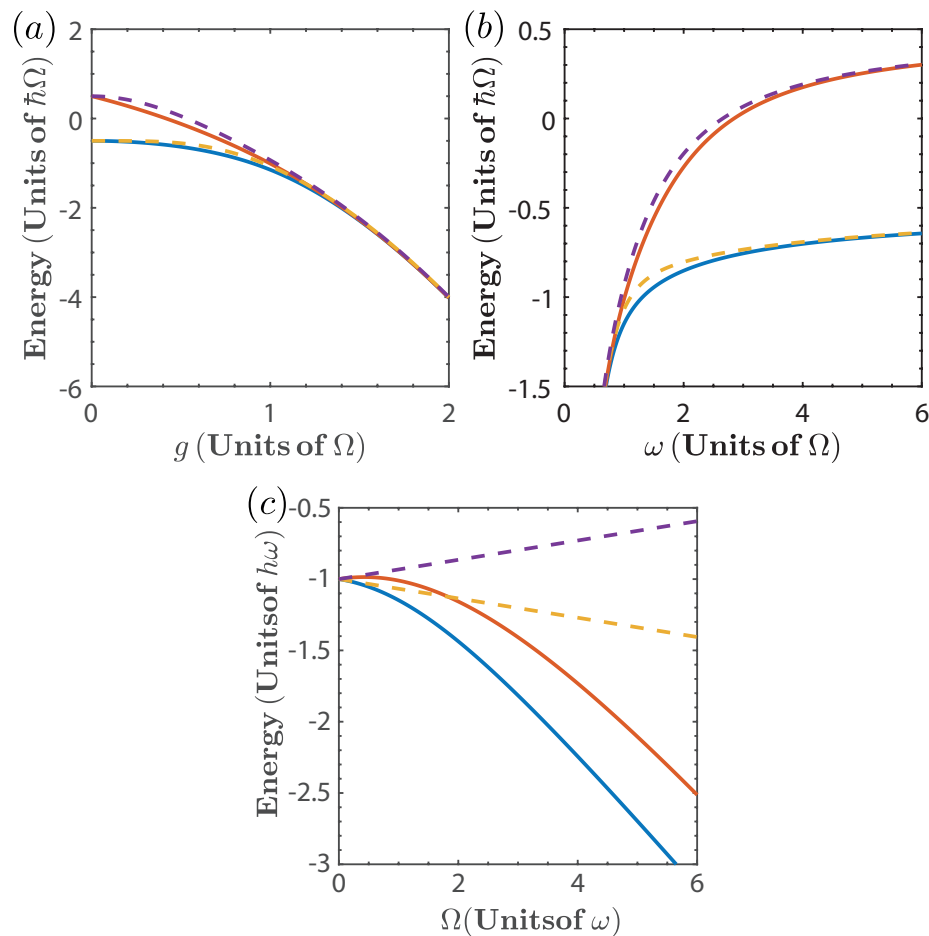 (a)
2
0
-2
-4
-6
Energy (Units of ℏΩ)
0 1 2
g (Units of Ω)
(b)
0.5
0
-0.5
-1
-1.5
Energy (Units of ℏΩ)
0 2 4 6
ω (Units of Ω)
(c)
-0.5
-1
-1.5
-2
-2.5
-3
Energy (Unitsof ℏω)
0 2 4 6
Ω(Unitsof ω)